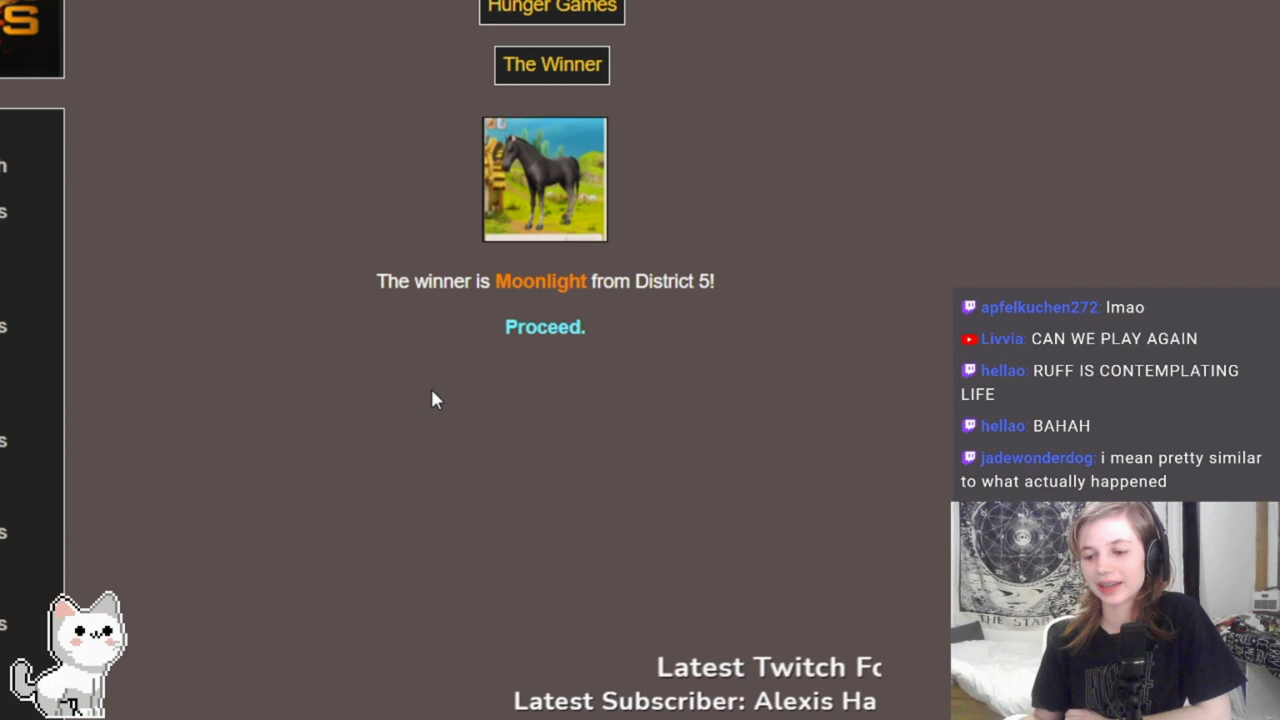 Hunger Games
The Winner
The winner is Moonlight from District 5!
Proceed.
apfelkuchen272: lmao
Livvia: CAN WE PLAY AGAIN
hellao: RUFF IS CONTEMPLATING
LIFE
hellao: BAHAH
jadewonderdog: i mean pretty similar
to what actually happened
THE STAR
Latest Twitch Fo
Latest Subscriber: Alexis Ha
S
h
s
s
s
s
s